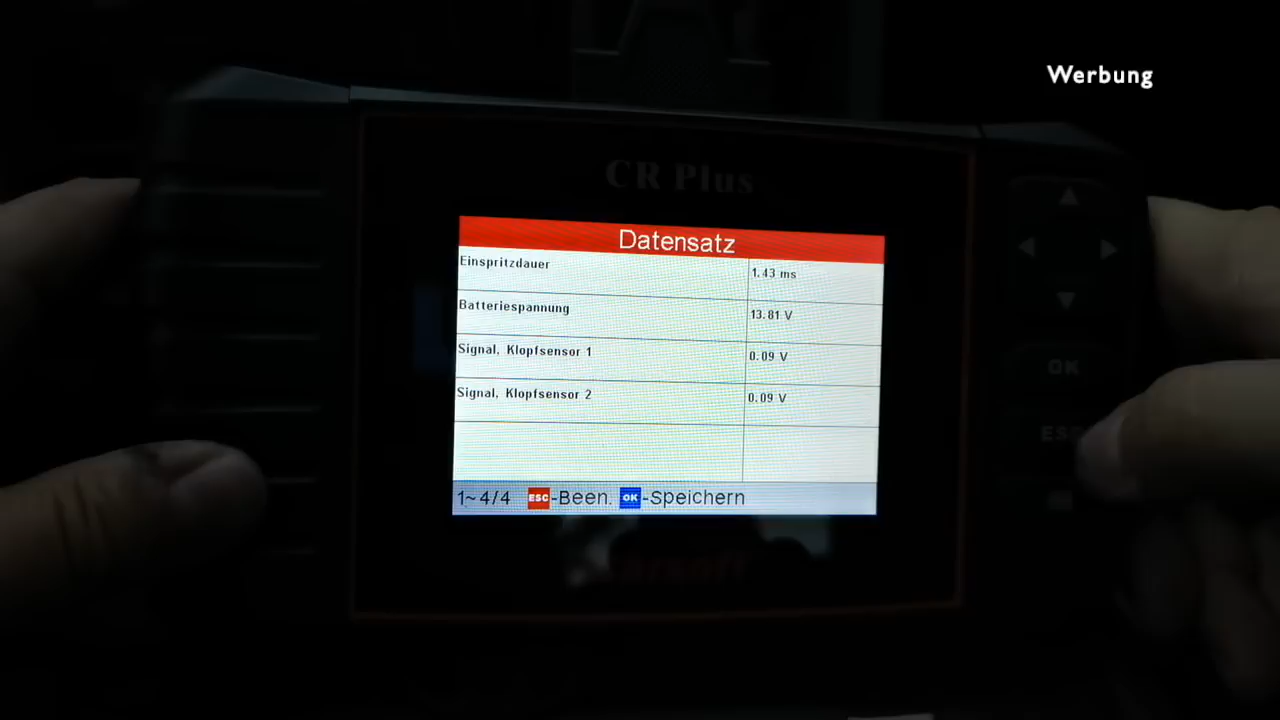 Werbung
CR Plus
Datensatz
Einspritzdauer 1.43 ms
Batteriespannung 13.81 V
Signal, Klopfsensor 1 0.09 V
Signal, Klopfsensor 2 0.09 V
1~4/4 ESC-Been. OK-Speichern
OK